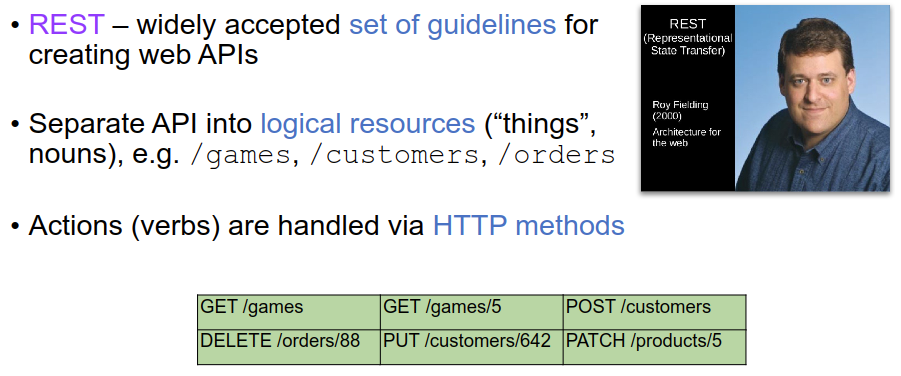 • REST – widely accepted set of guidelines for
creating web APIs
• Separate API into logical resources (“things”,
nouns), e.g. /games, /customers, /orders
• Actions (verbs) are handled via HTTP methods
REST
(Representational
State Transfer)
Roy Fielding
(2000)
Architecture for
the web
GET /games GET /games/5 POST /customers
DELETE /orders/88 PUT /customers/642 PATCH /products/5